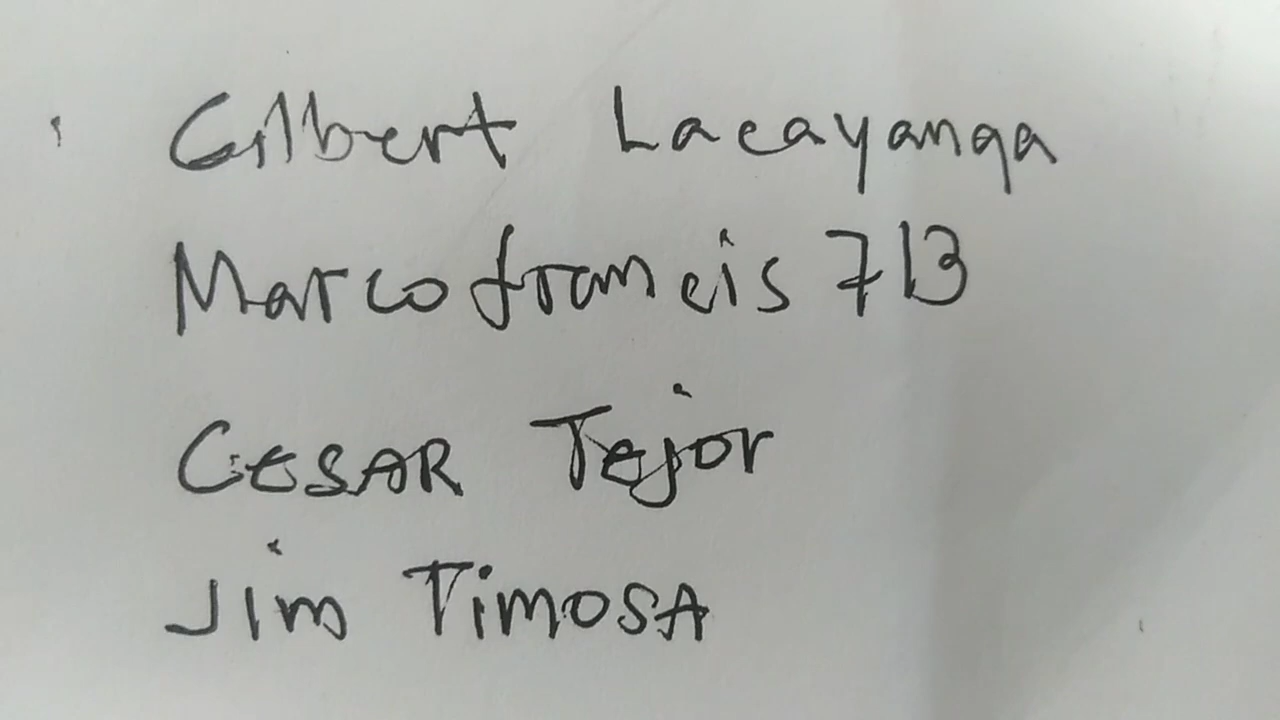 Gilbert Lacayanga
Marcofrancis 713
CESAR Tejor
Jim TimOSA